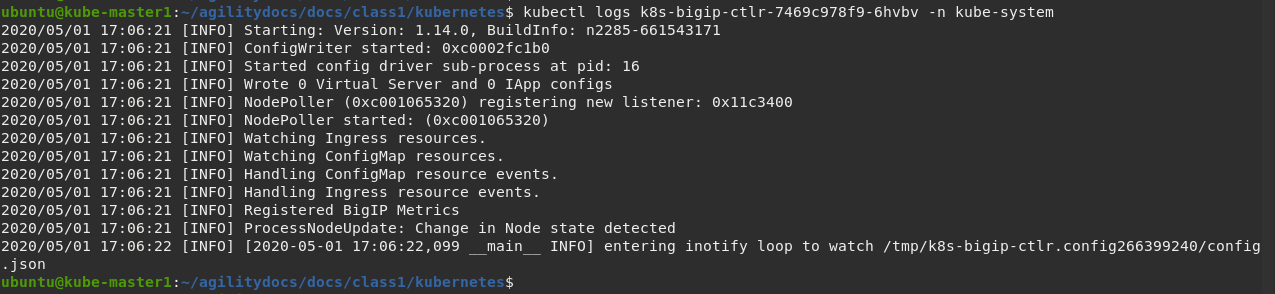 ubuntu@kube-master1:~/agilitydocs/docs/class1/kubernetes$ kubectl logs k8s-bigip-ctlr-7469c978f9-6hvbv -n kube-system
2020/05/01 17:06:21 [INFO] Starting: Version: 1.14.0, BuildInfo: n2285-661543171
2020/05/01 17:06:21 [INFO] ConfigWriter started: 0xc0002fc1b0
2020/05/01 17:06:21 [INFO] Started config driver sub-process at pid: 16
2020/05/01 17:06:21 [INFO] Wrote 0 Virtual Server and 0 IApp configs
2020/05/01 17:06:21 [INFO] NodePoller (0xc001065320) registering new listener: 0x11c3400
2020/05/01 17:06:21 [INFO] NodePoller started: (0xc001065320)
2020/05/01 17:06:21 [INFO] Watching Ingress resources.
2020/05/01 17:06:21 [INFO] Watching ConfigMap resources.
2020/05/01 17:06:21 [INFO] Handling ConfigMap resource events.
2020/05/01 17:06:21 [INFO] Handling Ingress resource events.
2020/05/01 17:06:21 [INFO] Registered BigIP Metrics
2020/05/01 17:06:21 [INFO] ProcessNodeUpdate: Change in Node state detected
2020/05/01 17:06:22 [INFO] [2020-05-01 17:06:22,099 __main__ INFO] entering inotify loop to watch /tmp/k8s-bigip-ctlr.config266399240/config
.json
ubuntu@kube-master1:~/agilitydocs/docs/class1/kubernetes$